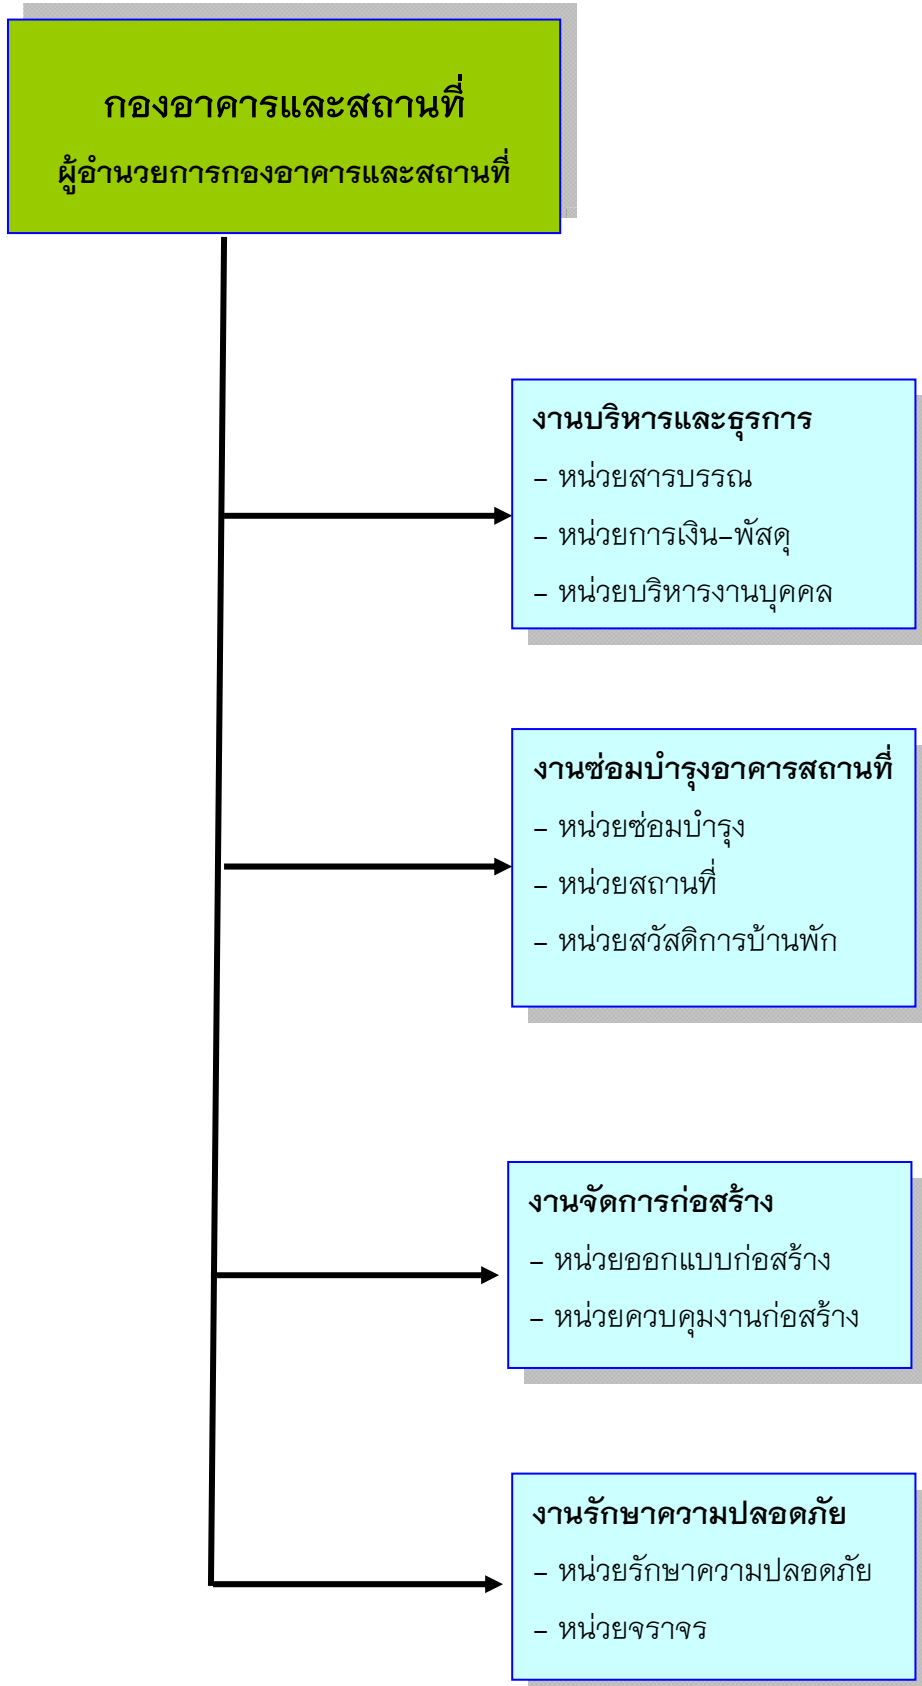 กองอาคารและสถานที่
ผู้อำนวยการกองอาคารและสถานที่
งานบริหารและธุรการ
– หน่วยสารบรรณ
– หน่วยการเงิน–พัสดุ
– หน่วยบริหารงานบุคคล
งานซ่อมบำรุงอาคารสถานที่
– หน่วยซ่อมบำรุง
– หน่วยสถานที่
– หน่วยสวัสดิการบ้านพัก
งานจัดการก่อสร้าง
– หน่วยออกแบบก่อสร้าง
– หน่วยควบคุมงานก่อสร้าง
งานรักษาความปลอดภัย
– หน่วยรักษาความปลอดภัย
– หน่วยจราจร